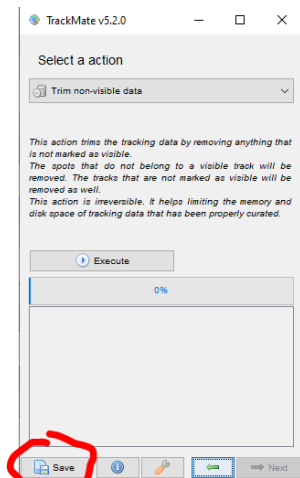 TrackMate v5.2.0
Select a action
Trim non-visible data
This action trims the tracking data by removing anything that
is not marked as visible.
The spots that do not belong to a visible track will be
removed. The tracks that are not marked as visible will be
removed as well.
This action is irreversible. It helps limiting the memory and
disk space of tracking data that has been properly curated.
Execute
0%
Save
Next